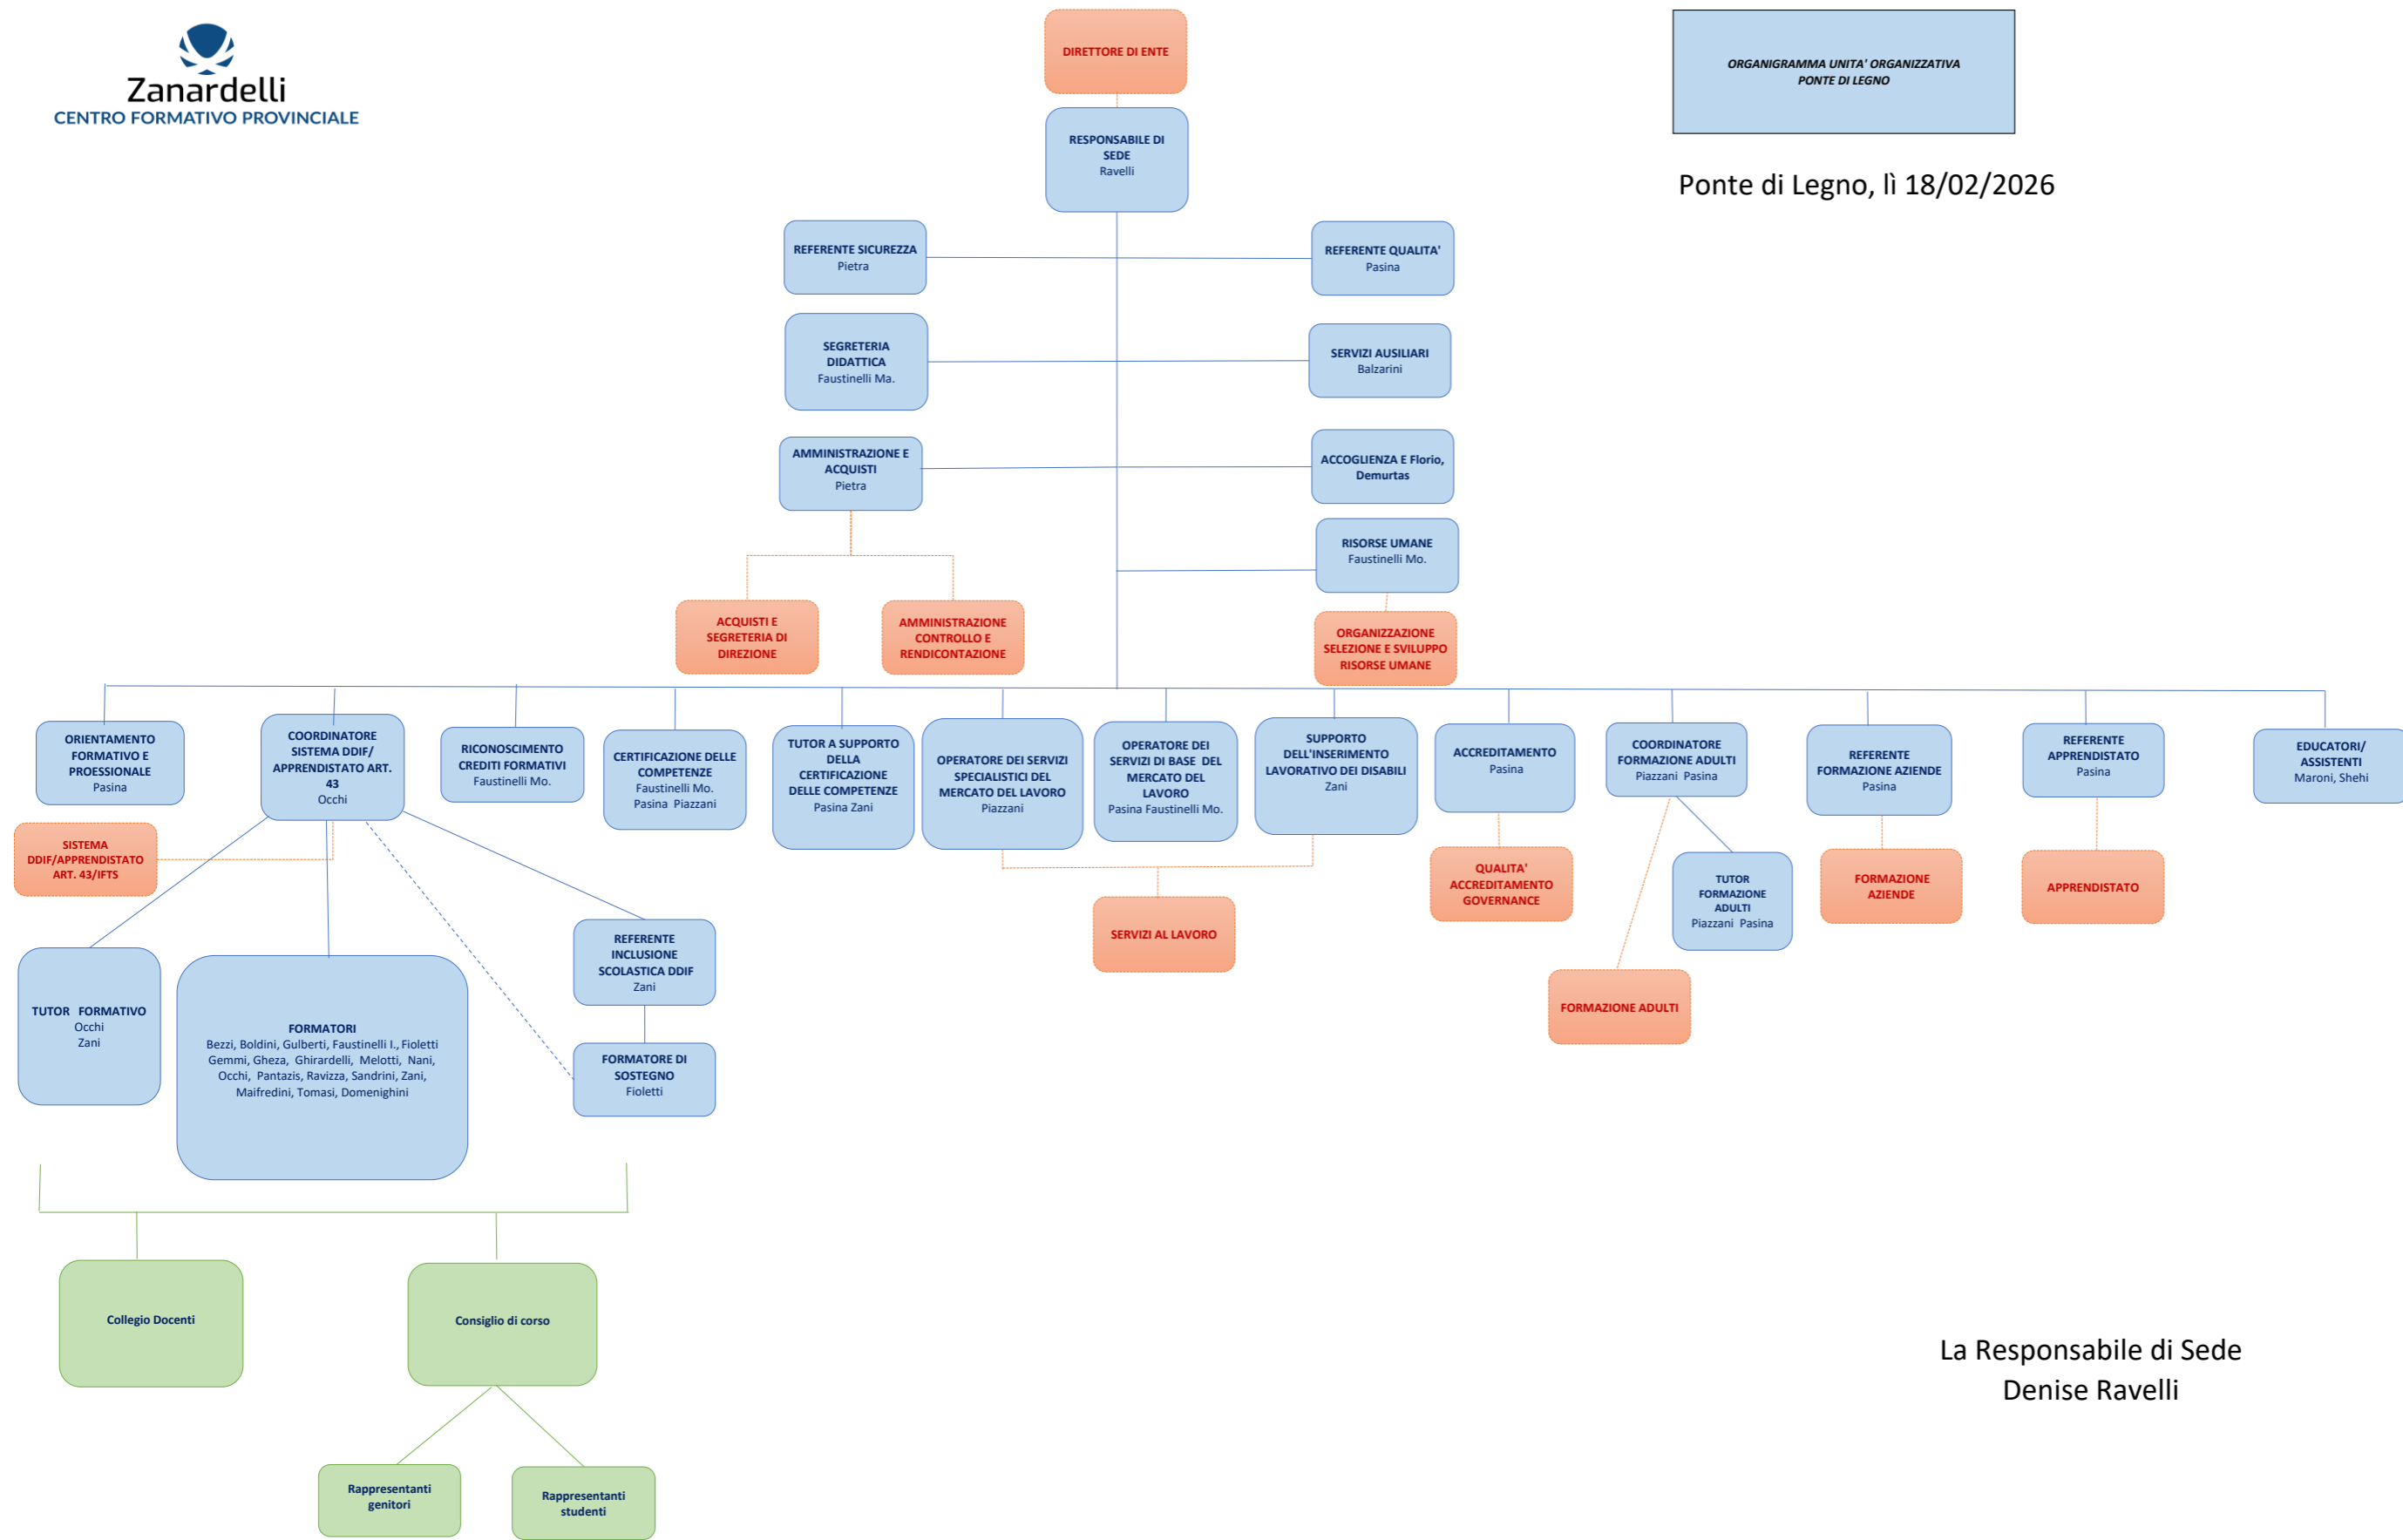 Zanardelli
CENTRO FORMATIVO PROVINCIALE
DIRETTORE DI ENTE
ORGANIGRAMMA UNITA' ORGANIZZATIVA
PONTE DI LEGNO
Ponte di Legno, lì 18/02/2026
RESPONSABILE DI
SEDE
Ravelli
REFERENTE SICUREZZA
Pietra
REFERENTE QUALITA'
Pasina
SEGRETERIA
DIDATTICA
Faustinelli Ma.
SERVIZI AUSILIARI
Balzarini
AMMINISTRAZIONE E
ACQUISTI
Pietra
ACCOGLIENZA E Florio,
Demurtas
RISORSE UMANE
Faustinelli Mo.
ACQUISTI E
SEGRETERIA DI
DIREZIONE
AMMINISTRAZIONE
CONTROLLO E
RENDICONTAZIONE
ORGANIZZAZIONE
SELEZIONE E SVILUPPO
RISORSE UMANE
ORIENTAMENTO
FORMATIVO E
PROESSIONALE
Pasina
COORDINATORE
SISTEMA DDIF/
APPRENDISTATO ART.
43
Occhi
RICONOSCIMENTO
CREDITI FORMATIVI
Faustinelli Mo.
CERTIFICAZIONE DELLE
COMPETENZE
Faustinelli Mo.
Pasina Piazzani
TUTOR A SUPPORTO
DELLA
CERTIFICAZIONE
DELLE COMPETENZE
Pasina Zani
OPERATORE DEI SERVIZI
SPECIALISTICI DEL
MERCATO DEL LAVORO
Piazzani
OPERATORE DEI
SERVIZI DI BASE DEL
MERCATO DEL
LAVORO
Pasina Faustinelli Mo.
SUPPORTO
DELL'INSERIMENTO
LAVORATIVO DEI DISABILI
Zani
ACCREDITAMENTO
Pasina
COORDINATORE
FORMAZIONE ADULTI
Piazzani Pasina
REFERENTE
FORMAZIONE AZIENDE
Pasina
REFERENTE
APPRENDISTATO
Pasina
EDUCATORI/
ASSISTENTI
Maroni, Shehi
SISTEMA
DDIF/APPRENDISTATO
ART. 43/IFTS
SERVIZI AL LAVORO
QUALITA'
ACCREDITAMENTO
GOVERNANCE
TUTOR
FORMAZIONE
ADULTI
Piazzani Pasina
FORMAZIONE
AZIENDE
APPRENDISTATO
FORMAZIONE ADULTI
REFERENTE
INCLUSIONE
SCOLASTICA DDIF
Zani
TUTOR FORMATIVO
Occhi
Zani
FORMATORI
Bezzi, Boldini, Gulberti, Faustinelli I., Fioletti
Gemmi, Gheza, Ghirardelli, Melotti, Nani,
Occhi, Pantazis, Ravizza, Sandrini, Zani,
Maifredini, Tomasi, Domenighini
FORMATORE DI
SOSTEGNO
Fioletti
Collegio Docenti
Consiglio di corso
Rappresentanti
genitori
Rappresentanti
studenti
La Responsabile di Sede
Denise Ravelli